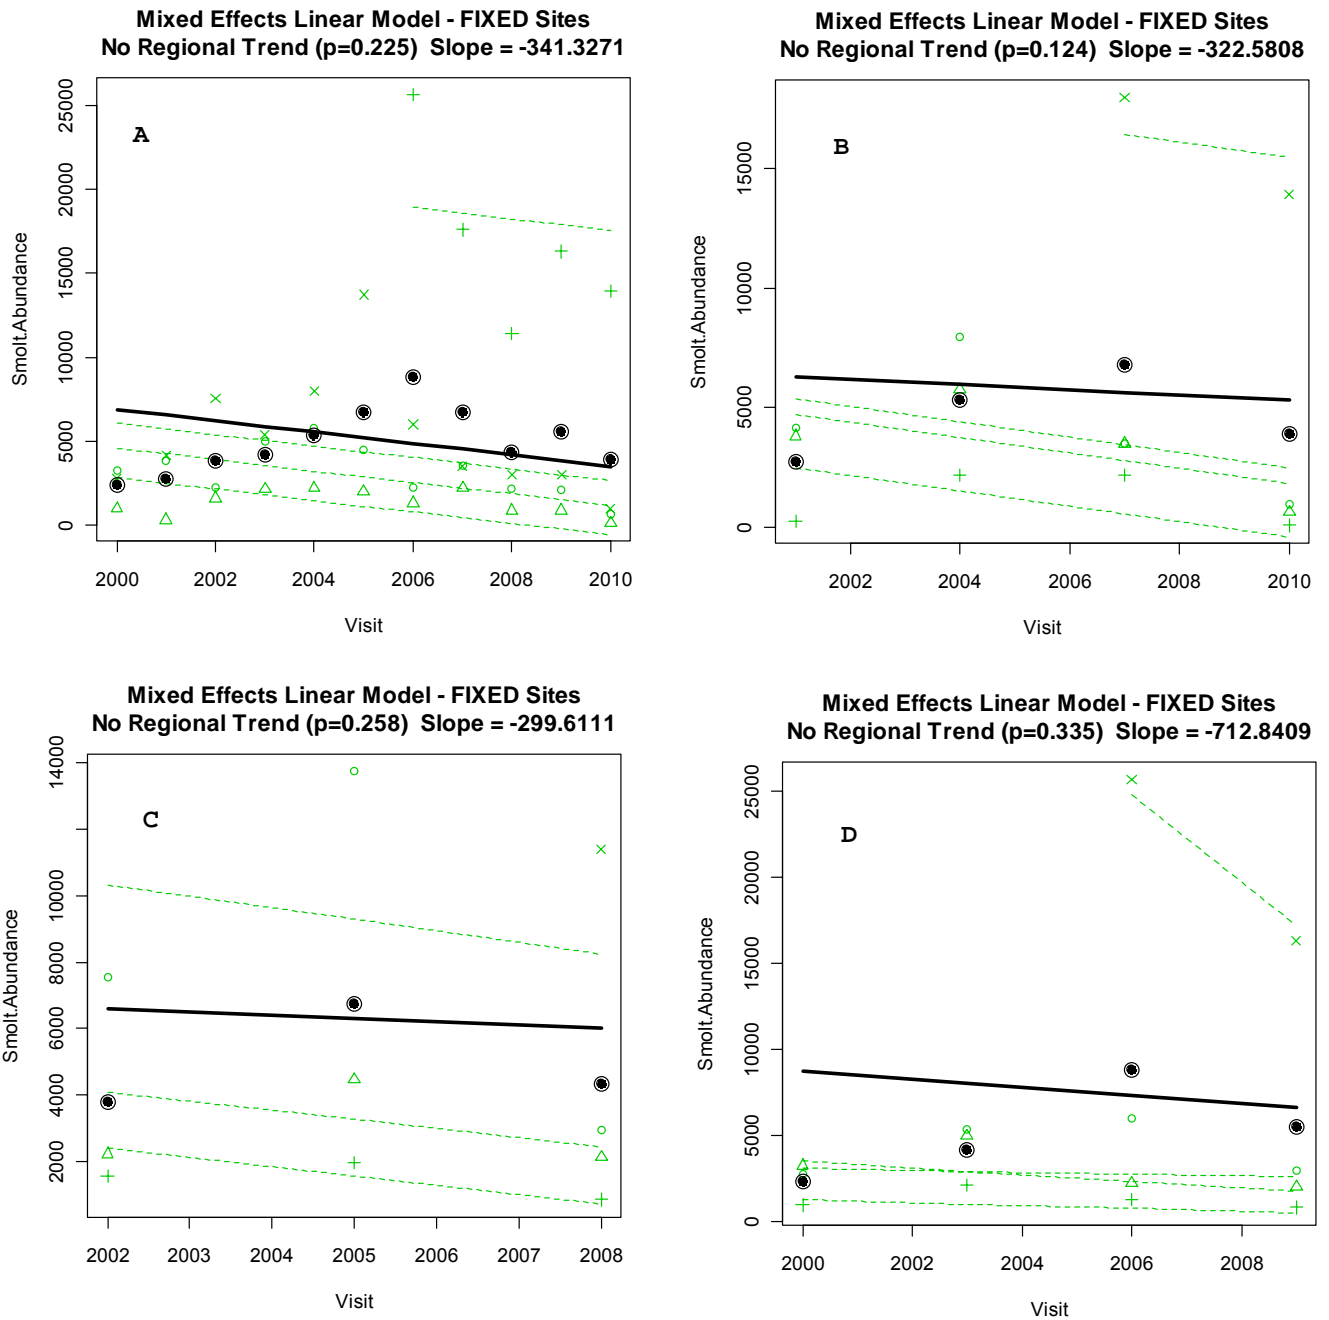 Mixed Effects Linear Model - FIXED Sites
No Regional Trend (p=0.225) Slope = -341.3271
A
Smolt.Abundance
25000
20000
15000
10000
5000
0
2000 2002 2004 2006 2008 2010
Visit
Mixed Effects Linear Model - FIXED Sites
No Regional Trend (p=0.124) Slope = -322.5808
B
Smolt.Abundance
15000
10000
5000
0
2002 2004 2006 2008 2010
Visit
Mixed Effects Linear Model - FIXED Sites
No Regional Trend (p=0.258) Slope = -299.6111
C
Smolt.Abundance
14000
10000
8000
6000
4000
2000
2002 2003 2004 2005 2006 2007 2008
Visit
Mixed Effects Linear Model - FIXED Sites
No Regional Trend (p=0.335) Slope = -712.8409
D
Smolt.Abundance
25000
20000
15000
10000
5000
0
2000 2002 2004 2006 2008
Visit